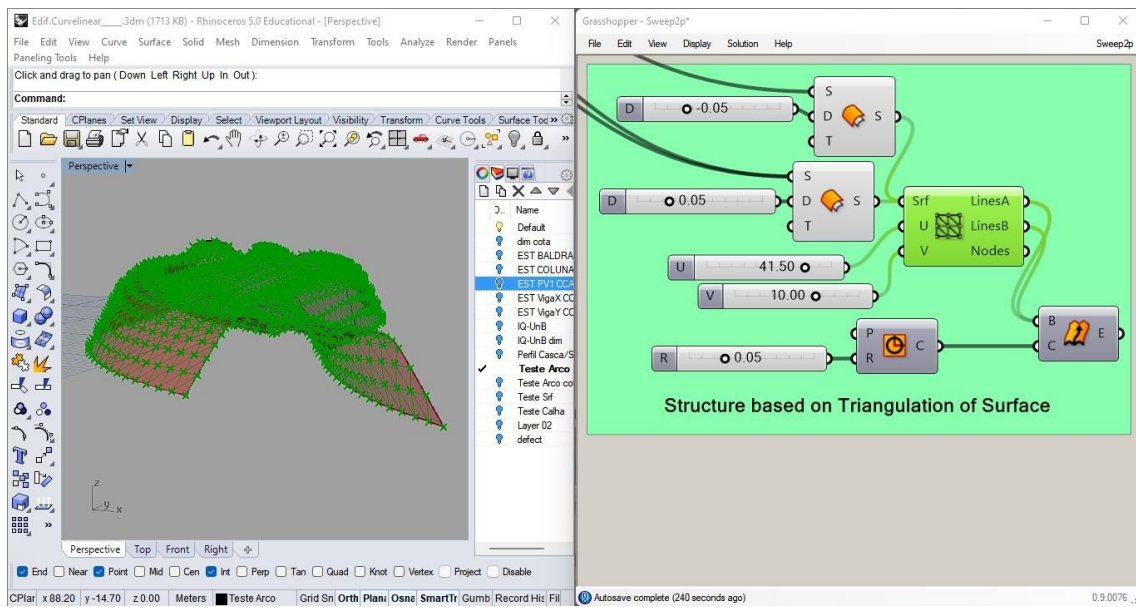 Edif.Curvelinear____.3dm (1713 KB) - Rhinoceros 5.0 Educational - [Perspective]
File Edit View Curve Surface Solid Mesh Dimension Transform Tools Analyze Render Panels
Paneling Tools Help
Click and drag to pan ( Down Left Right Up In Out ):
Command:
Standard CPlanes Set View Display Select Viewport Layout Visibility Transform Curve Tools Surface Toc »
»
Perspective
D.. Name
Default
dim cota
EST BALDRA
EST COLUNA
EST PV1 CCA
EST VigaX CC
EST VigaY CC
IQ-UnB
IQ-UnB dim
Perfil Casca/S
Teste Arco
Teste Arco co
Teste Srf
Teste Calha
Layer 02
defect
z
y x
»
Perspective Top Front Right
End Near Point Mid Cen Int Perp Tan Quad Knot Vertex Project Disable
CPlar x 88.20 y -14.70 z 0.00 Meters Teste Arco Grid Sn Orth Plana Osna SmartTr Gumb Record His Fil
Grasshopper - Sweep2p*
File Edit View Display Solution Help Sweep2p
D -0.05
S
D S
T
D 0.05
S
D S
T
Srf LinesA
U LinesB
V Nodes
U 41.50
V 10.00
R 0.05
P
R C
B
C E
Structure based on Triangulation of Surface
Autosave complete (240 seconds ago) 0.9.0076